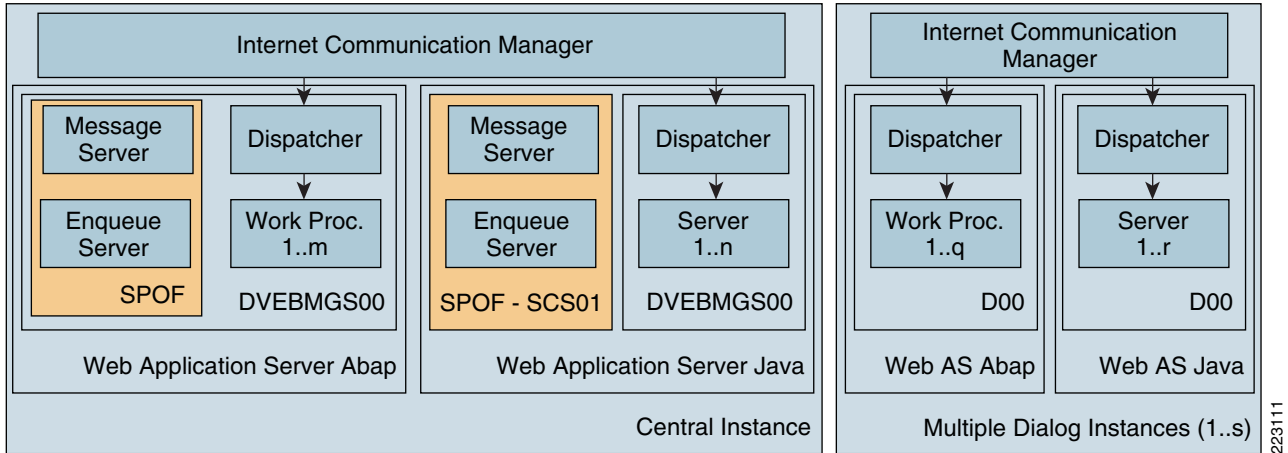 Internet Communication Manager
Message
Server
Dispatcher
Enqueue
Server
Work Proc.
1..m
SPOF
DVEBMGS00
Web Application Server Abap
Message
Server
Dispatcher
Enqueue
Server
Server
1..n
SPOF - SCS01
DVEBMGS00
Web Application Server Java
Central Instance
Internet Communication
Manager
Dispatcher
Work Proc.
1..q
D00
Web AS Abap
Dispatcher
Server
1..r
D00
Web AS Java
Multiple Dialog Instances (1..s)
223111